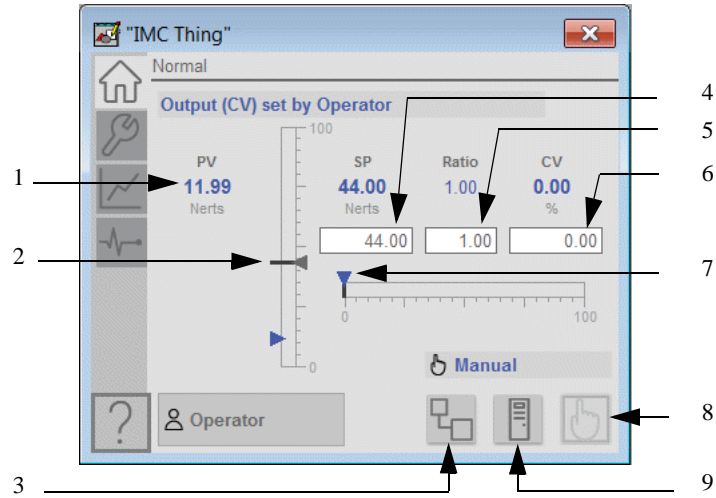 "IMC Thing"
Normal
Output (CV) set by Operator
100
PV
SP
Ratio
CV
11.99
44.00
1.00
0.00
Nerts
Nerts
%
44.00
1.00
0.00
0
100
0
Manual
Operator
?
1
2
3
4
5
6
7
8
9